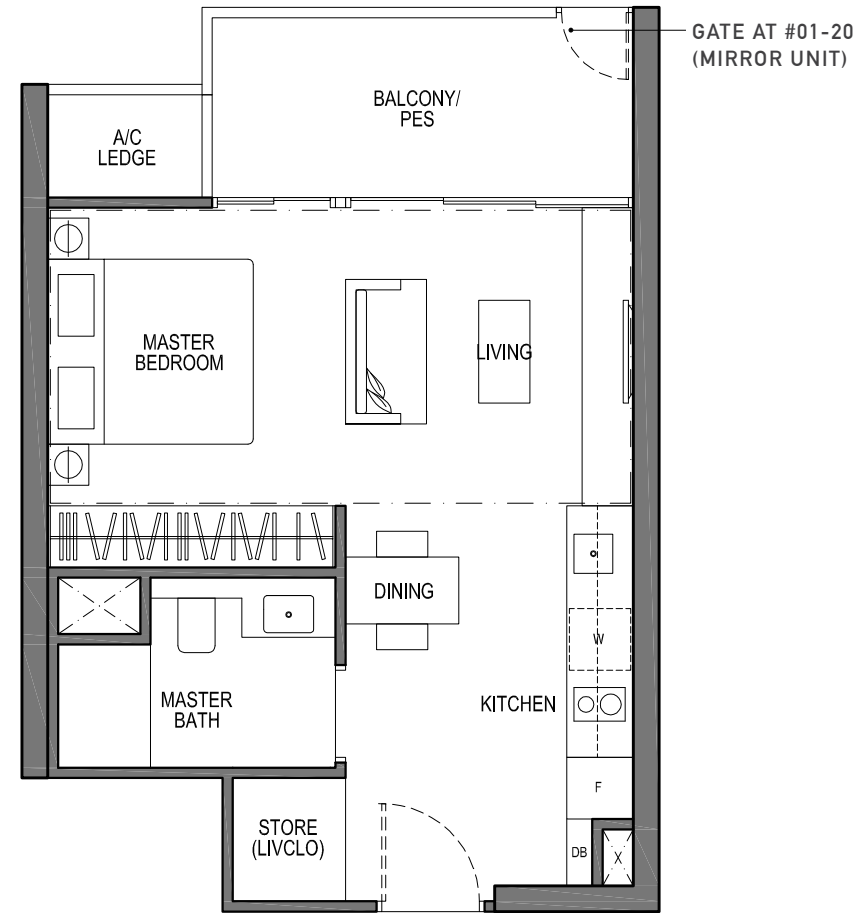 GATE AT #01-20
(MIRROR UNIT)
BALCONY/
PES
A/C
LEDGE
MASTER
BEDROOM
LIVING
DINING
W
MASTER
BATH
KITCHEN
F
STORE
(LIVCLO)
DB
X